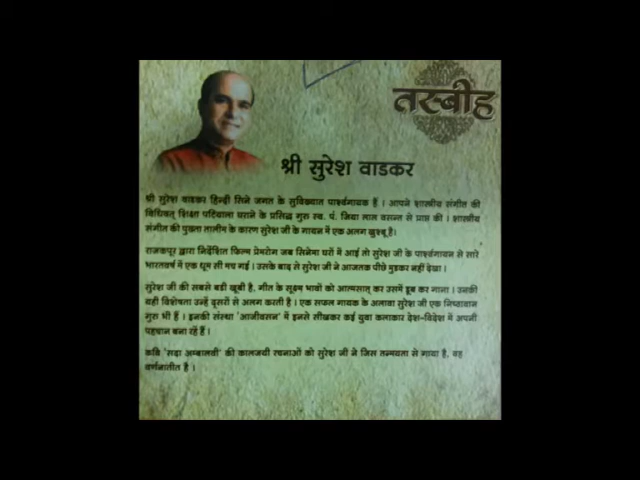 तस्बीह
श्री सुरेश वाडकर
श्री सुरेश वाडकर हिन्दी सिने जगत के सुविख्यात पार्श्वगायक हैं । आपने शास्त्रीय संगीत की
विधिवत् शिक्षा पटियाला घराने के प्रसिद्ध गुरु स्व. पं. जिया लाल वसन्त से प्राप्त की । शास्त्रीय
संगीत की पुख्ता तालीम के कारण सुरेश जी के गायन में एक अलग खुश्बू है।
राजकपूर द्वारा निर्देशित फिल्म प्रेमरोग जब सिनेमा घरों में आई तो सुरेश जी के पार्श्वगायन से सारे
भारतवर्ष में एक धूम सी मच गई । उसके बाद से सुरेश जी ने आजतक पीछे मुड़कर नहीं देखा ।
सुरेश जी की सबसे बड़ी खूबी है, गीत के सूक्ष्म भावों को आत्मसात् कर उसमें डूब कर गाना । उनकी
यही विशेषता उन्हें दूसरों से अलग करती है । एक सफल गायक के अलावा सुरेश जी एक निष्ठावान
गुरु भी हैं । इनकी संस्था 'आजीवसन' में इनसे सीखकर कई युवा कलाकार देश-विदेश में अपनी
पहचान बना रहें हैं ।
कवि 'सदा अम्बालवी' की कालजयी रचनाओं को सुरेश जी ने जिस तन्मयता से गाया है, वह
वर्णनातीत है ।